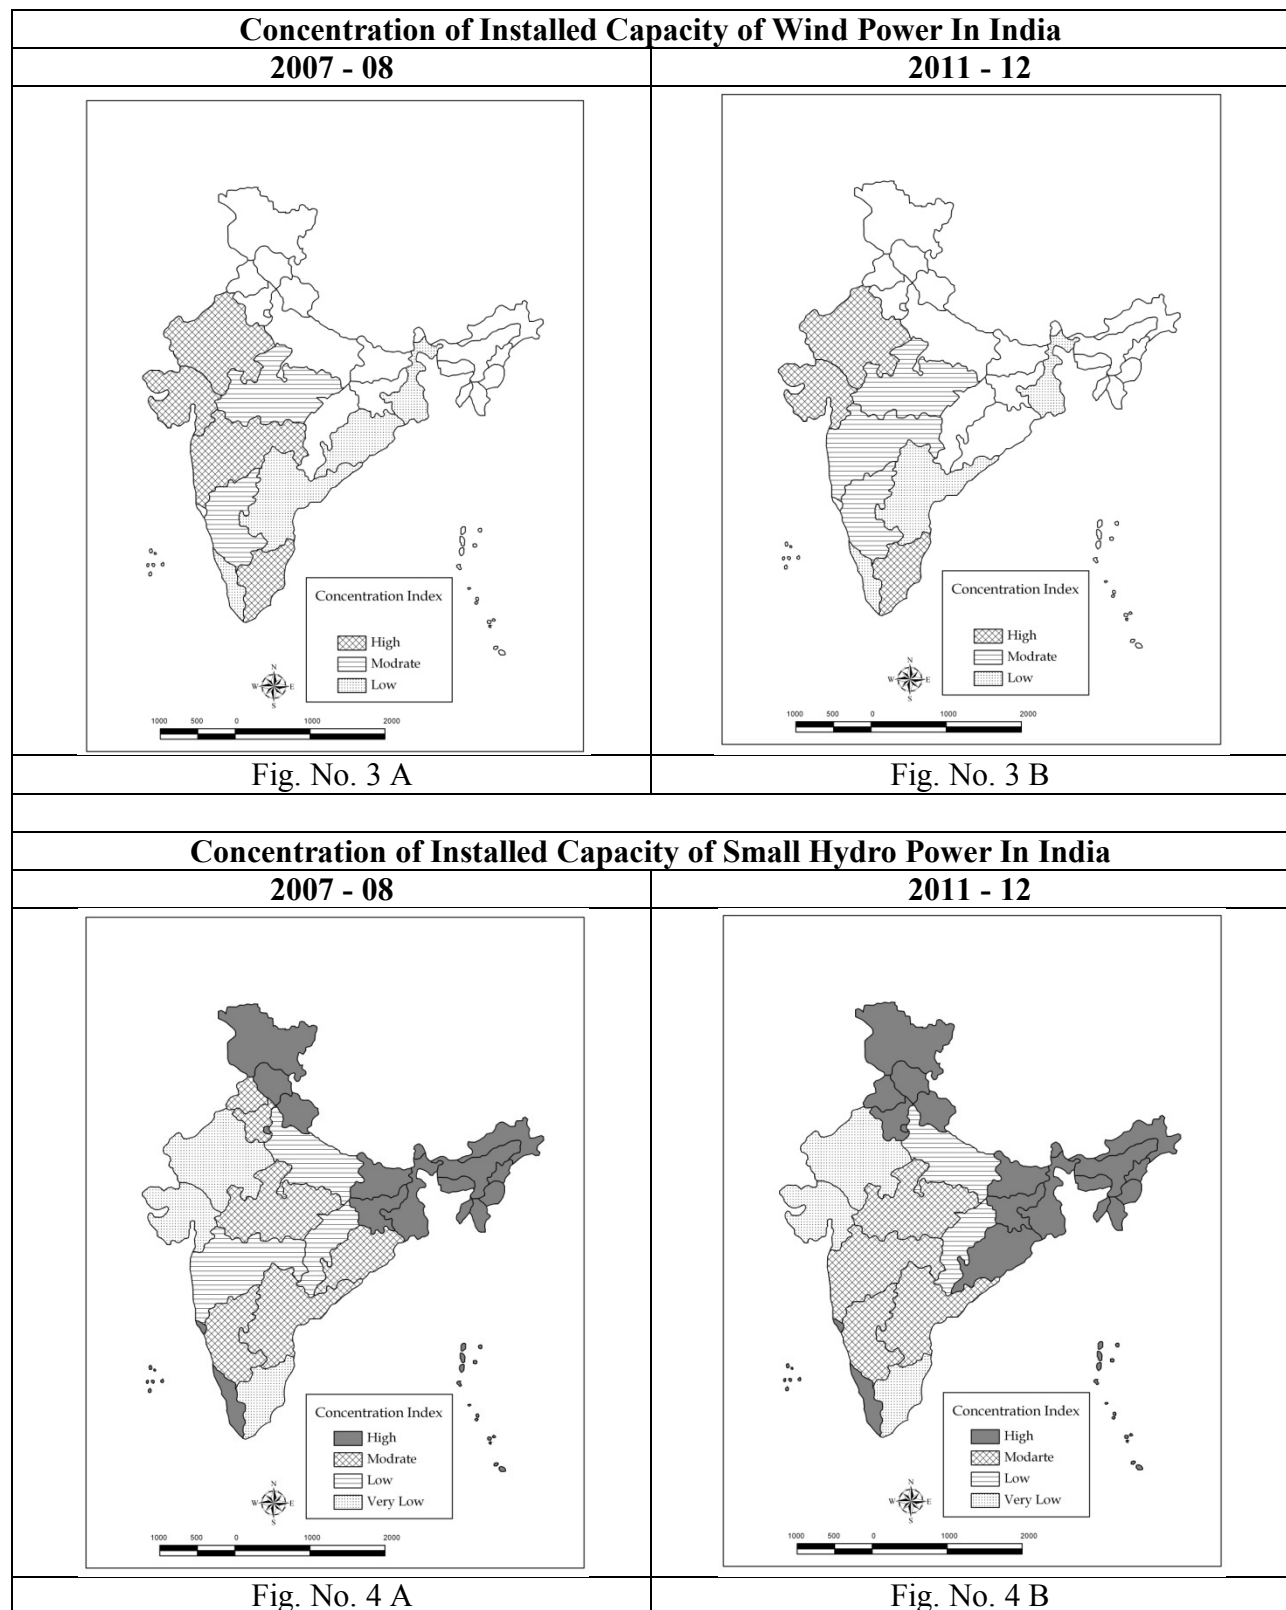 Concentration of Installed Capacity of Wind Power In India
2007 - 08
2011 - 12
Concentration Index
High
Modrate
Low
N
W
E
S
1000 500 0 1000 2000
Concentration Index
High
Modrate
Low
N
W
E
S
1000 500 0 1000 2000
Fig. No. 3 A
Fig. No. 3 B
Concentration of Installed Capacity of Small Hydro Power In India
2007 - 08
2011 - 12
Concentration Index
High
Modrate
Low
Very Low
N
W
E
S
1000 500 0 1000 2000
Concentration Index
High
Modarte
Low
Very Low
N
W
E
S
1000 500 0 1000 2000
Fig. No. 4 A
Fig. No. 4 B